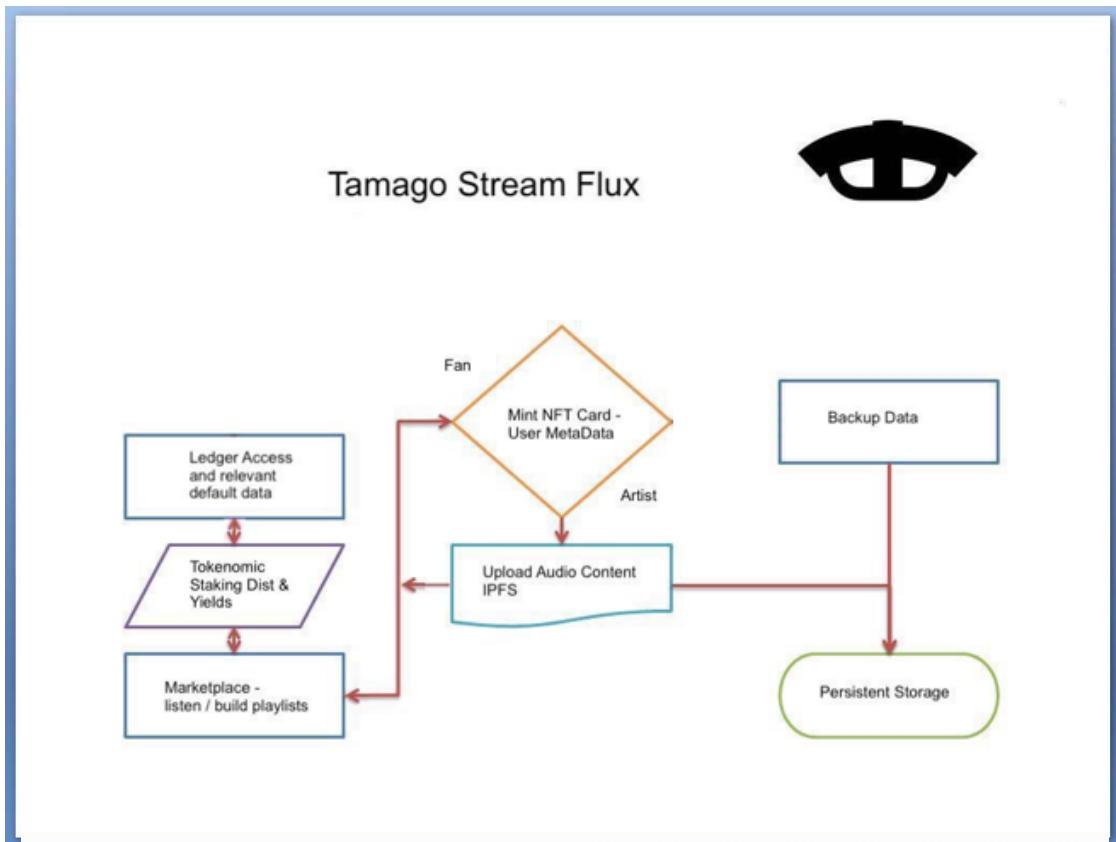 Tamago Stream Flux
Fan
Mint NFT Card -
User MetaData
Artist
Backup Data
Ledger Access
and relevant
default data
Tokenomic
Staking Dist &
Yields
Upload Audio Content
IPFS
Marketplace -
listen / build playlists
Persistent Storage